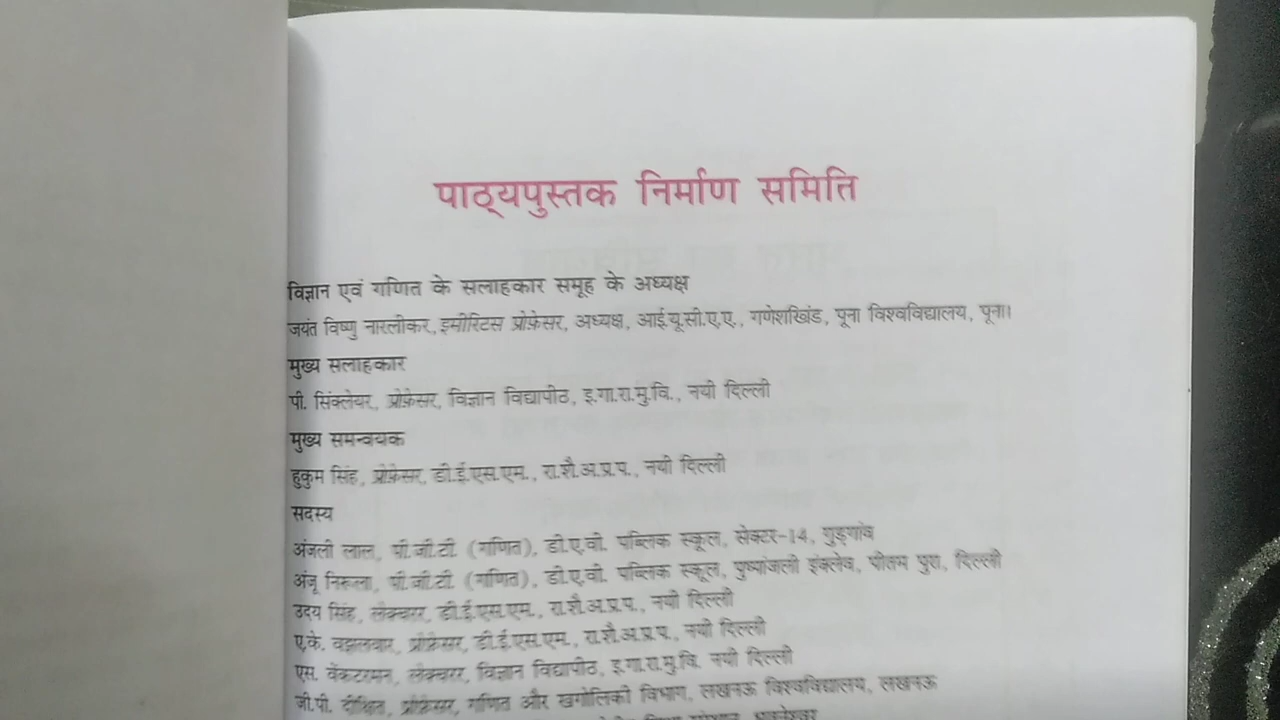 पाठ्यपुस्तक निर्माण समिति
विज्ञान एवं गणित के सलाहकार समूह के अध्यक्ष
जयंत विष्णु नारलीकर, इमीरिटस प्रोफ़ेसर, अध्यक्ष, आई.यू.सी.ए.ए., गणेशखिंड, पूना विश्वविद्यालय, पूना।
मुख्य सलाहकार
पी. सिंक्लेयर, प्रोफ़ेसर, विज्ञान विद्यापीठ, इ.गा.रा.मु.वि., नयी दिल्ली
मुख्य समन्वयक
हुकुम सिंह, प्रोफ़ेसर, डी.ई.एस.एम., रा.शै.अ.प्र.प., नयी दिल्ली
सदस्य
अंजली लाल, पी.जी.टी. (गणित), डी.ए.वी. पब्लिक स्कूल, सेक्टर-14, गुड़गांव
अंजू निरुला, पी.जी.टी. (गणित), डी.ए.वी. पब्लिक स्कूल, पुष्पांजली इंक्लेव, पीतम पुरा, दिल्ली
उदय सिंह, लेक्चरर, डी.ई.एस.एम., रा.शै.अ.प्र.प., नयी दिल्ली
ए.के. वझलवार, प्रोफ़ेसर, डी.ई.एस.एम., रा.शै.अ.प्र.प., नयी दिल्ली
एस. वेंकटरमन, लेक्चरर, विज्ञान विद्यापीठ, इ.गा.रा.मु.वि. नयी दिल्ली
जी.पी. दीक्षित, प्रोफ़ेसर, गणित और खगोलिकी विभाग, लखनऊ विश्वविद्यालय, लखनऊ